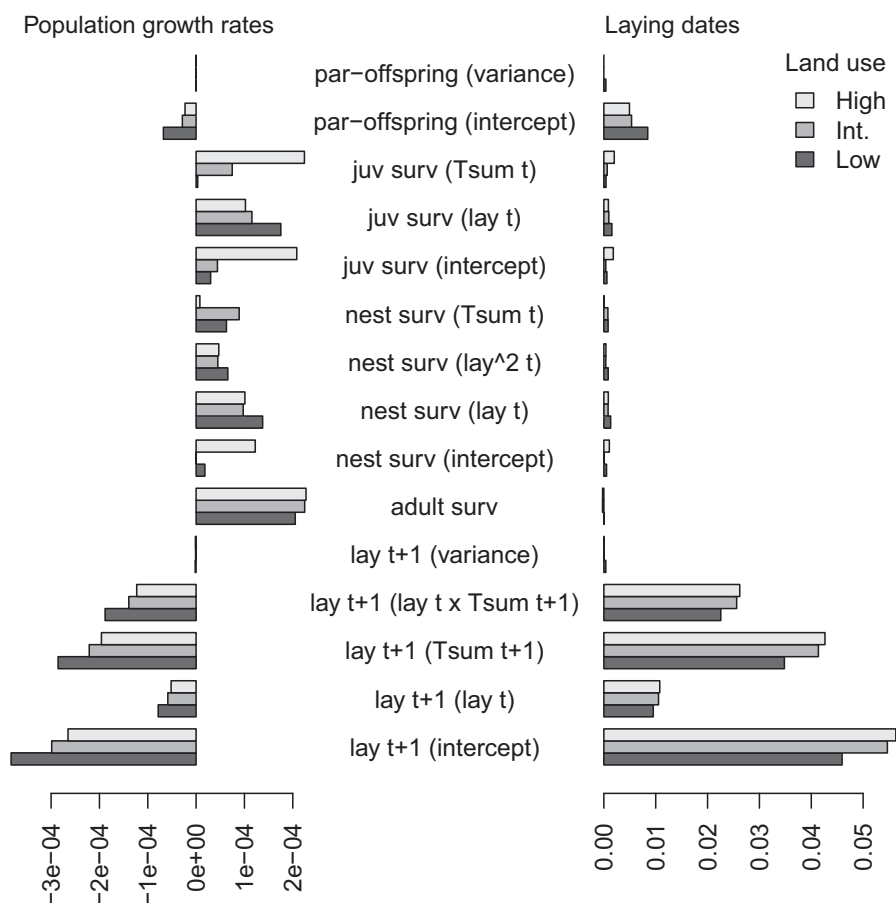 Population growth rates
Laying dates
Land use
High
Int.
Low
par−offspring (variance)
par−offspring (intercept)
juv surv (Tsum t)
juv surv (lay t)
juv surv (intercept)
nest surv (Tsum t)
nest surv (lay^2 t)
nest surv (lay t)
nest surv (intercept)
adult surv
lay t+1 (variance)
lay t+1 (lay t x Tsum t+1)
lay t+1 (Tsum t+1)
lay t+1 (lay t)
lay t+1 (intercept)
−3e−04
−2e−04
−1e−04
0e+00
1e−04
2e−04
0.00
0.01
0.02
0.03
0.04
0.05